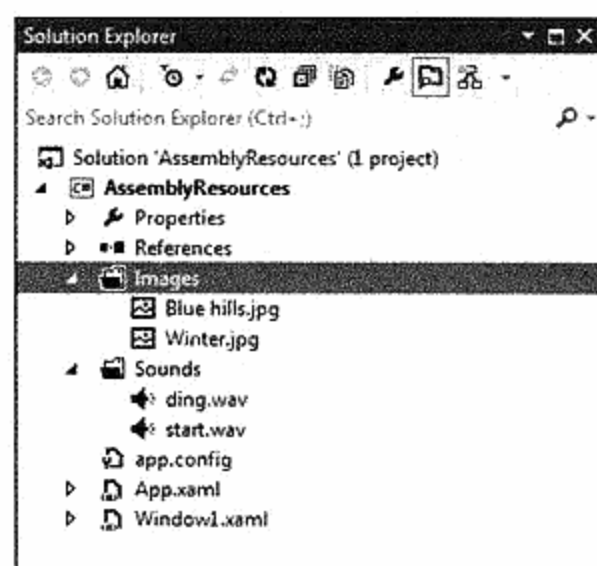 Solution Explorer
Search Solution Explorer (Ctrl+;)
Solution 'AssemblyResources' (1 project)
C# AssemblyResources
Properties
References
Images
Blue hills.jpg
Winter.jpg
Sounds
ding.wav
start.wav
app.config
App.xaml
Window1.xaml